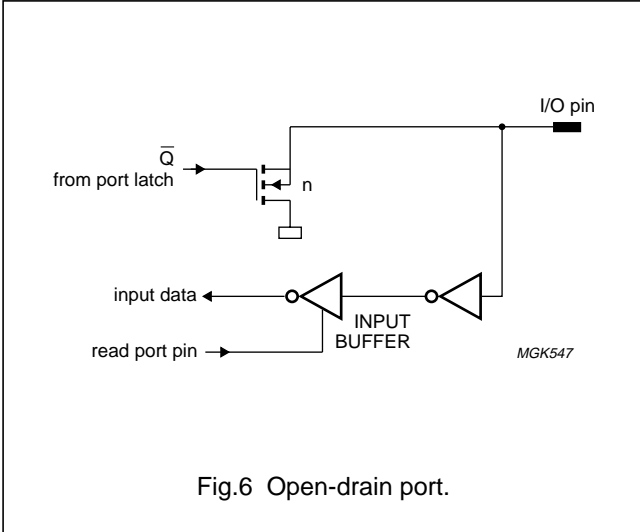 I/O pin
Q̅
from port latch
n
input data
INPUT
BUFFER
read port pin
MGK547
Fig.6 Open-drain port.